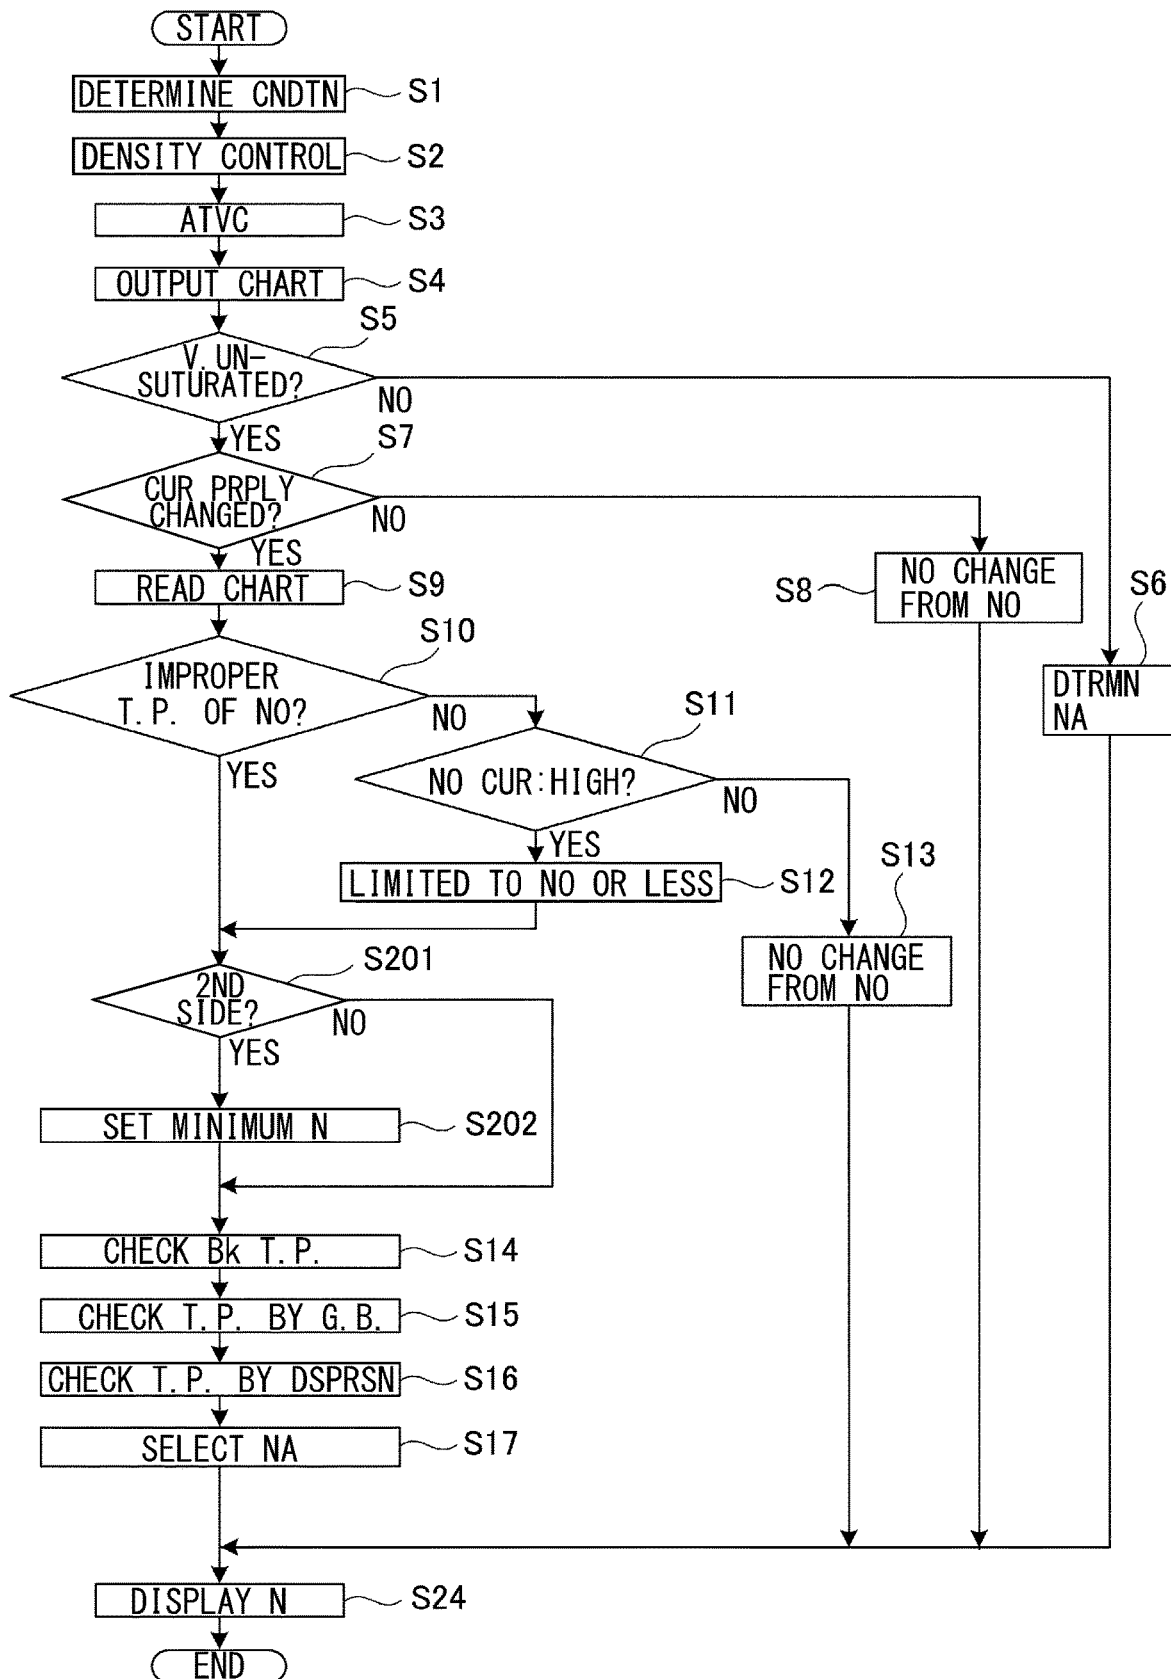 START
DETERMINE CNDTN
S1
DENSITY CONTROL
S2
ATVC
S3
OUTPUT CHART
S4
S5
V.UN-
SUTURATED?
NO
YES
S7
CUR PRPLY
CHANGED?
NO
YES
READ CHART
S9
S8
NO CHANGE
FROM NO
S6
DTRMN
NA
S10
IMPROPER
T.P. OF NO?
NO
YES
S11
NO CUR:HIGH?
NO
YES
LIMITED TO NO OR LESS
S12
S13
NO CHANGE
FROM NO
S201
2ND
SIDE?
NO
YES
SET MINIMUM N
S202
CHECK Bk T.P.
S14
CHECK T.P. BY G.B.
S15
CHECK T.P. BY DSPRSN
S16
SELECT NA
S17
DISPLAY N
S24
END